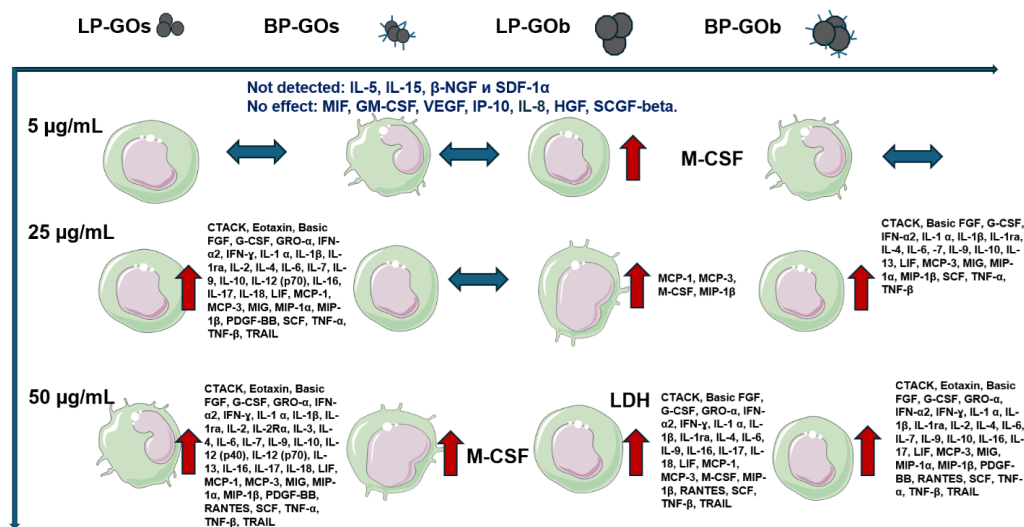 LP-GOs
BP-GOs
LP-GOb
BP-GOb
Not detected: IL-5, IL-15, β-NGF и SDF-1α
No effect: MIF, GM-CSF, VEGF, IP-10, IL-8, HGF, SCGF-beta.
5 µg/mL
M-CSF
25 µg/mL
CTACK, Eotaxin, Basic
FGF, G-CSF, GRO-α, IFN-
α2, IFN-ɣ, IL-1 α, IL-1β, IL-
1ra, IL-2, IL-4, IL-6, IL-7, IL-
9, IL-10, IL-12 (p70), IL-16,
IL-17, IL-18, LIF, MCP-1,
MCP-3, MIG, MIP-1α, MIP-
1β, PDGF-BB, SCF, TNF-α,
TNF-β, TRAIL
MCP-1, MCP-3,
M-CSF, MIP-1β
CTACK, Basic FGF, G-CSF,
IFN-α2, IL-1 α, IL-1β, IL-1ra,
IL-4, IL-6, -7, IL-9, IL-10, IL-
13, LIF, MCP-3, MIG, MIP-
1α, MIP-1β, SCF, TNF-α,
TNF-β
50 µg/mL
CTACK, Eotaxin, Basic
FGF, G-CSF, GRO-α, IFN-
α2, IFN-ɣ, IL-1 α, IL-1β, IL-
1ra, IL-2, IL-2Rα, IL-3, IL-
4, IL-6, IL-7, IL-9, IL-10, IL-
12 (p40), IL-12 (p70), IL-
13, IL-16, IL-17, IL-18, LIF,
MCP-1, MCP-3, MIG, MIP-
1α, MIP-1β, PDGF-BB,
RANTES, SCF, TNF-α,
TNF-β, TRAIL
M-CSF
LDH
CTACK, Basic FGF,
G-CSF, GRO-α, IFN-
α2, IFN-ɣ, IL-1 α, IL-
1β, IL-1ra, IL-4, IL-6,
IL-9, IL-16, IL-17, IL-
18, LIF, MCP-1,
MCP-3, M-CSF, MIP-
1β, RANTES, SCF,
TNF-β, TRAIL
CTACK, Eotaxin, Basic
FGF, G-CSF, GRO-α,
IFN-α2, IFN-ɣ, IL-1 α, IL-
1β, IL-1ra, IL-2, IL-4, IL-6,
IL-7, IL-9, IL-10, IL-16, IL-
17, LIF, MCP-3, MIG,
MIP-1α, MIP-1β, PDGF-
BB, RANTES, SCF, TNF-
α, TNF-β, TRAIL